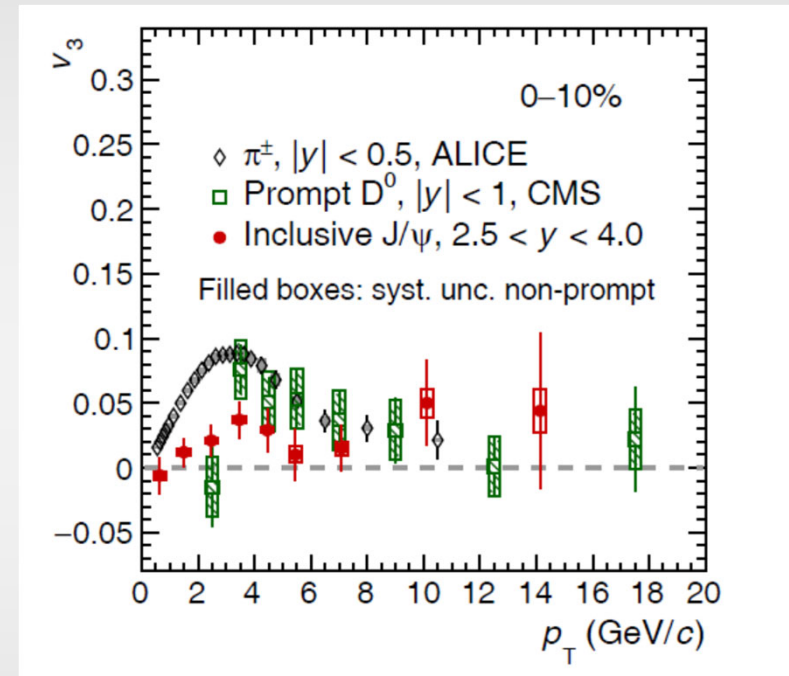 v₃
0.3
0–10%
0.25
π±, |y| < 0.5, ALICE
0.2
Prompt D⁰, |y| < 1, CMS
Inclusive J/ψ, 2.5 < y < 4.0
0.15
Filled boxes: syst. unc. non-prompt
0.1
0.05
0
−0.05
0 2 4 6 8 10 12 14 16 18 20
p_T (GeV/c)